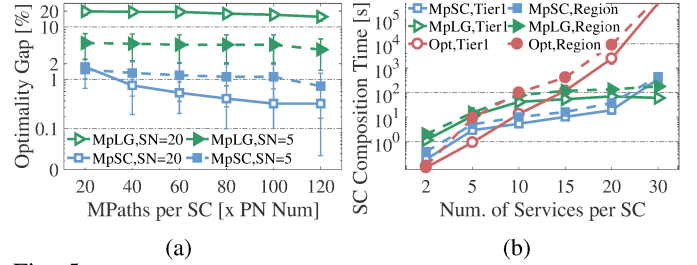 Optimality Gap [%]
20
10
2
1
0.1
0
MpLG,SN=20 MpLG,SN=5
MpSC,SN=20 MpSC,SN=5
20 40 60 80 100 120
MPaths per SC [x PN Num]
(a)
SC Composition Time [s]
10^5
10^4
10^3
10^2
10^1
10^0
MpSC,Tier1 MpSC,Region
MpLG,Tier1 MpLG,Region
Opt,Tier1 Opt,Region
2 5 10 15 20 30
Num. of Services per SC
(b)